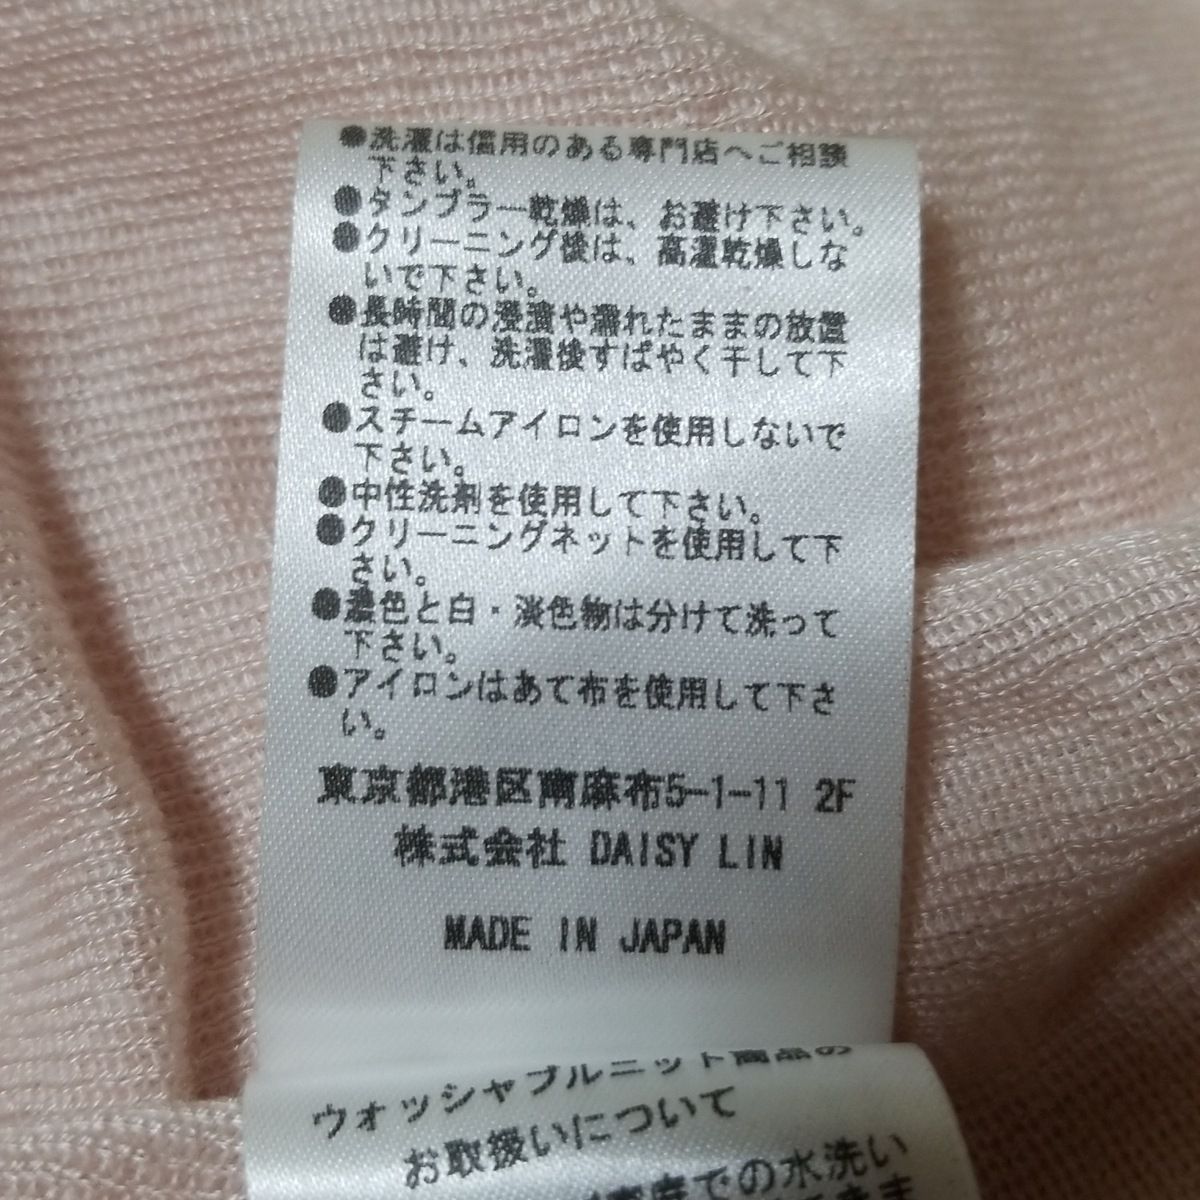 ●洗濯は信用のある専門店へご相談
下さい。
●タンブラー乾燥は、お避け下さい。
●クリーニング後は、高温乾燥しな
いで下さい。
●長時間の浸漬や濡れたままの放置
は避け、洗濯後すばやく干して下
さい。
●スチームアイロンを使用しないで
下さい。
●中性洗剤を使用して下さい。
●クリーニングネットを使用して下
さい。
●濃色と白・淡色物は分けて洗って
下さい。
●アイロンはあて布を使用して下さ
い。
東京都港区南麻布5-1-11 2F
株式会社 DAISY LIN
MADE IN JAPAN
ウォッシャブルニット商品の
お取扱いについて
家庭での水洗い